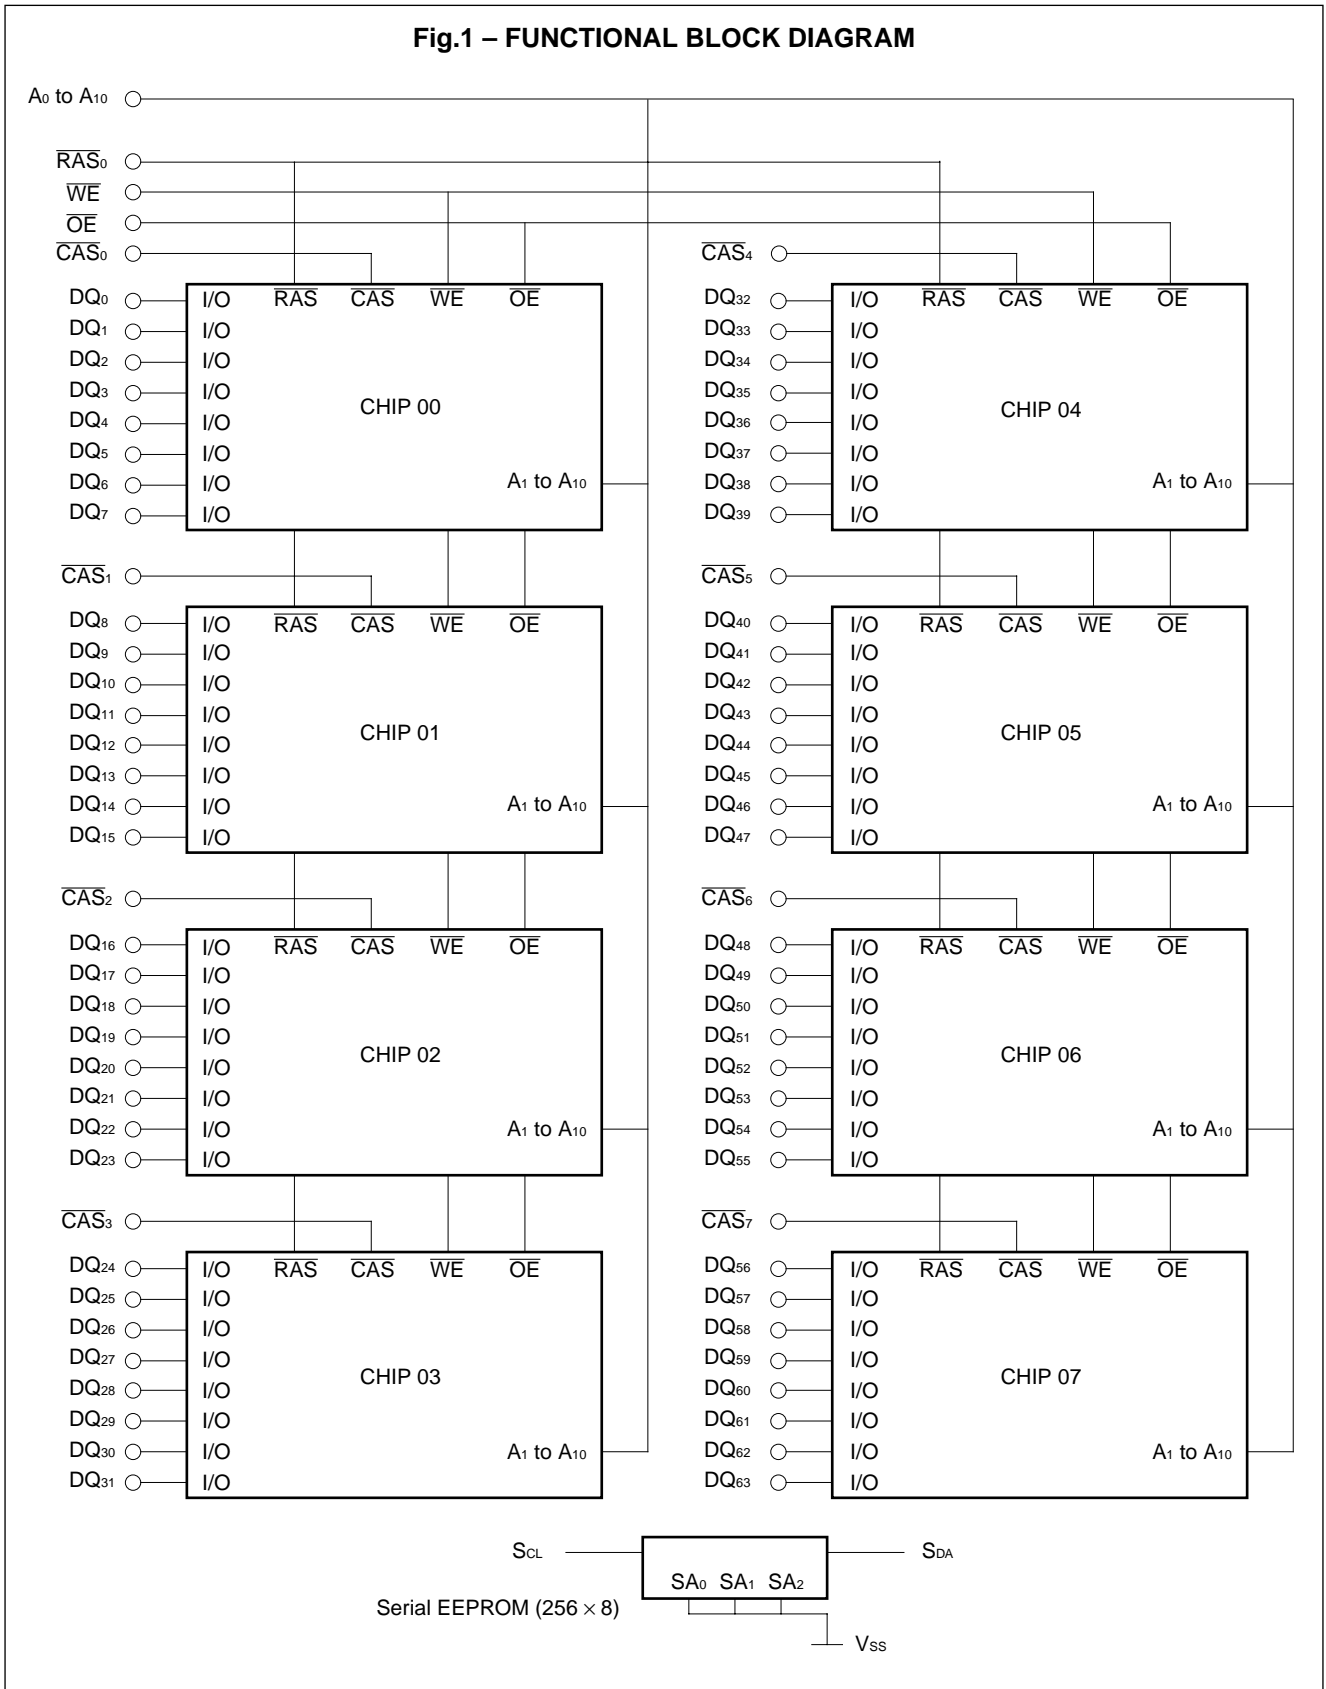 Fig.1 – FUNCTIONAL BLOCK DIAGRAM
A0 to A10
RAS0
WE
OE
CAS0
DQ0 I/O RAS CAS WE OE
DQ1 I/O
DQ2 I/O
DQ3 I/O
CHIP 00
DQ4 I/O
DQ5 I/O
DQ6 I/O A1 to A10
DQ7 I/O
CAS4
DQ32 I/O RAS CAS WE OE
DQ33 I/O
DQ34 I/O
DQ35 I/O
CHIP 04
DQ36 I/O
DQ37 I/O
DQ38 I/O A1 to A10
DQ39 I/O
CAS1
DQ8 I/O RAS CAS WE OE
DQ9 I/O
DQ10 I/O
DQ11 I/O
CHIP 01
DQ12 I/O
DQ13 I/O
DQ14 I/O A1 to A10
DQ15 I/O
CAS5
DQ40 I/O RAS CAS WE OE
DQ41 I/O
DQ42 I/O
DQ43 I/O
CHIP 05
DQ44 I/O
DQ45 I/O
DQ46 I/O A1 to A10
DQ47 I/O
CAS2
DQ16 I/O RAS CAS WE OE
DQ17 I/O
DQ18 I/O
DQ19 I/O
CHIP 02
DQ20 I/O
DQ21 I/O
DQ22 I/O A1 to A10
DQ23 I/O
CAS6
DQ48 I/O RAS CAS WE OE
DQ49 I/O
DQ50 I/O
DQ51 I/O
CHIP 06
DQ52 I/O
DQ53 I/O
DQ54 I/O A1 to A10
DQ55 I/O
CAS3
DQ24 I/O RAS CAS WE OE
DQ25 I/O
DQ26 I/O
DQ27 I/O
CHIP 03
DQ28 I/O
DQ29 I/O
DQ30 I/O A1 to A10
DQ31 I/O
CAS7
DQ56 I/O RAS CAS WE OE
DQ57 I/O
DQ58 I/O
DQ59 I/O
CHIP 07
DQ60 I/O
DQ61 I/O
DQ62 I/O A1 to A10
DQ63 I/O
SCL SDA
SA0 SA1 SA2
Serial EEPROM (256 × 8)
VSS